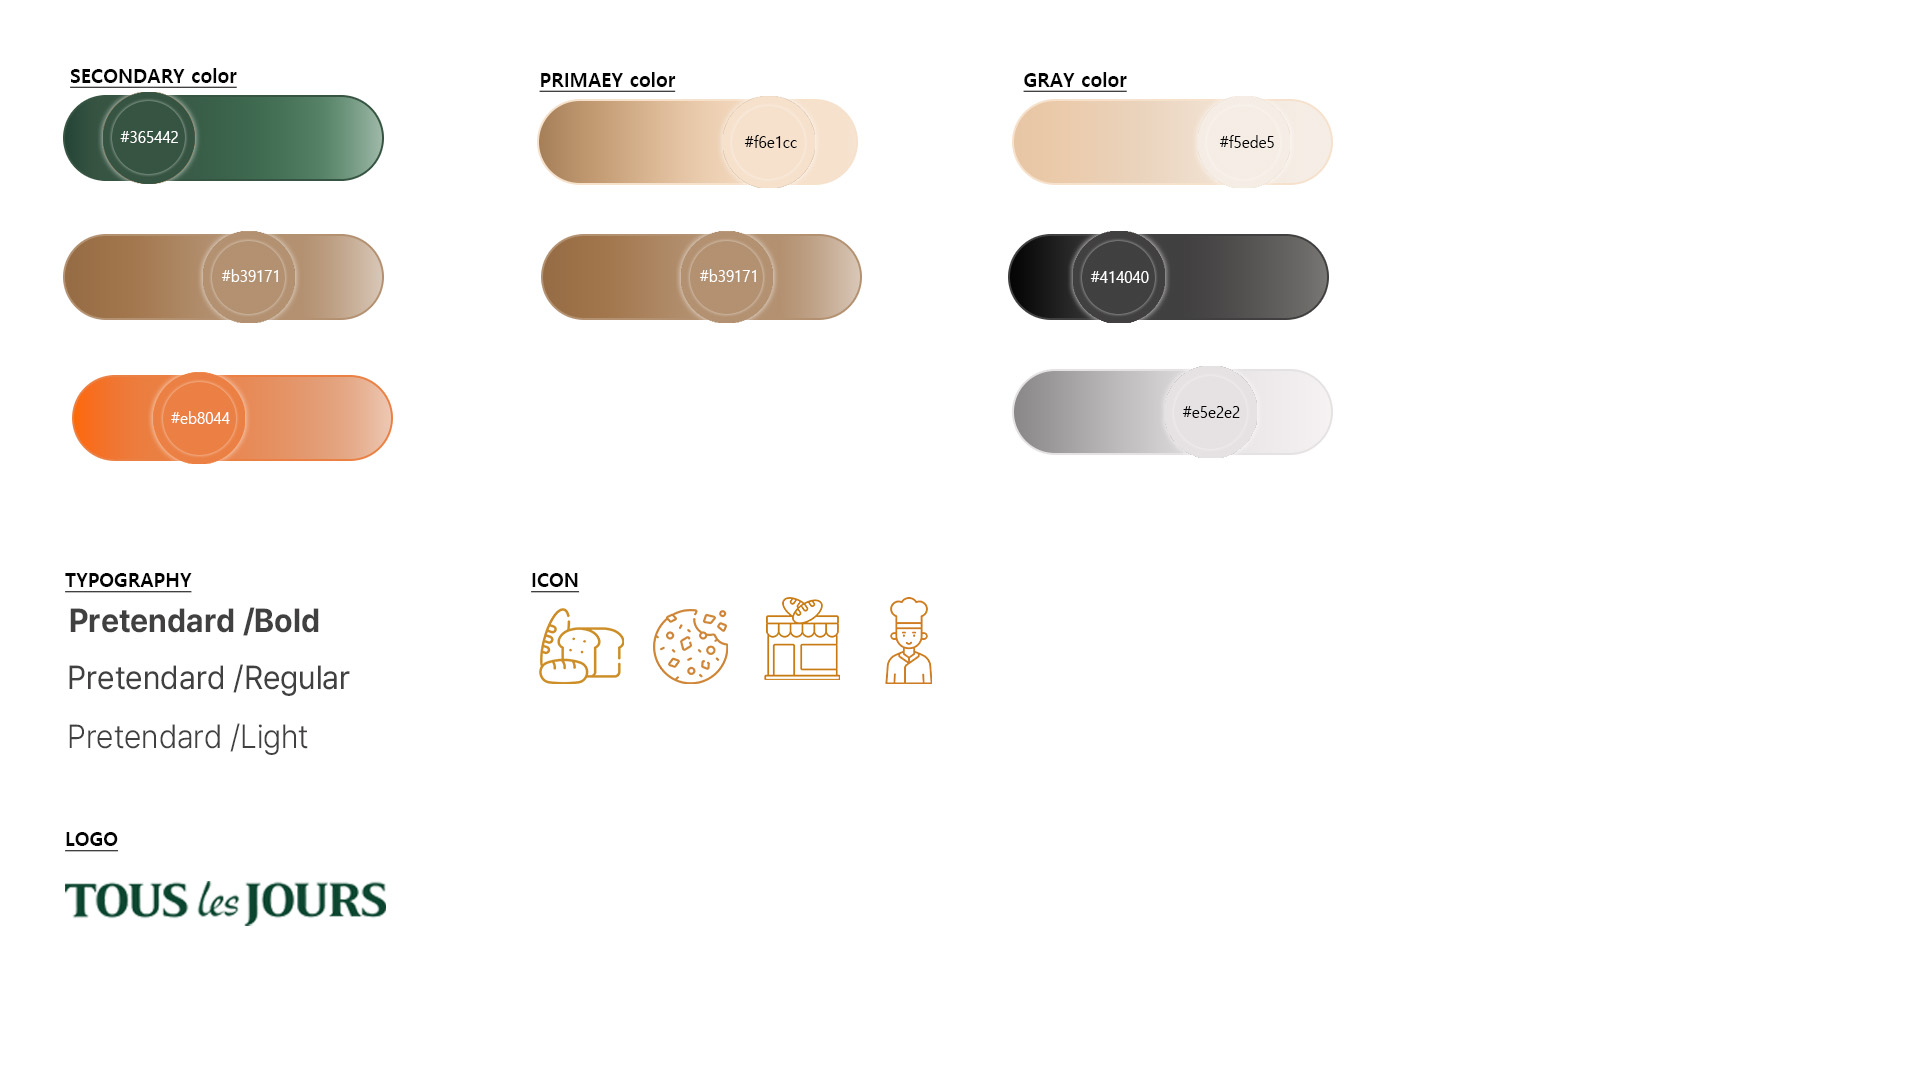 SECONDARY color
#365442
#b39171
#eb8044
PRIMAEY color
#f6e1cc
#b39171
GRAY color
#f5ede5
#414040
#e5e2e2
TYPOGRAPHY
Pretendard /Bold
Pretendard /Regular
Pretendard /Light
ICON
LOGO
TOUS les JOURS